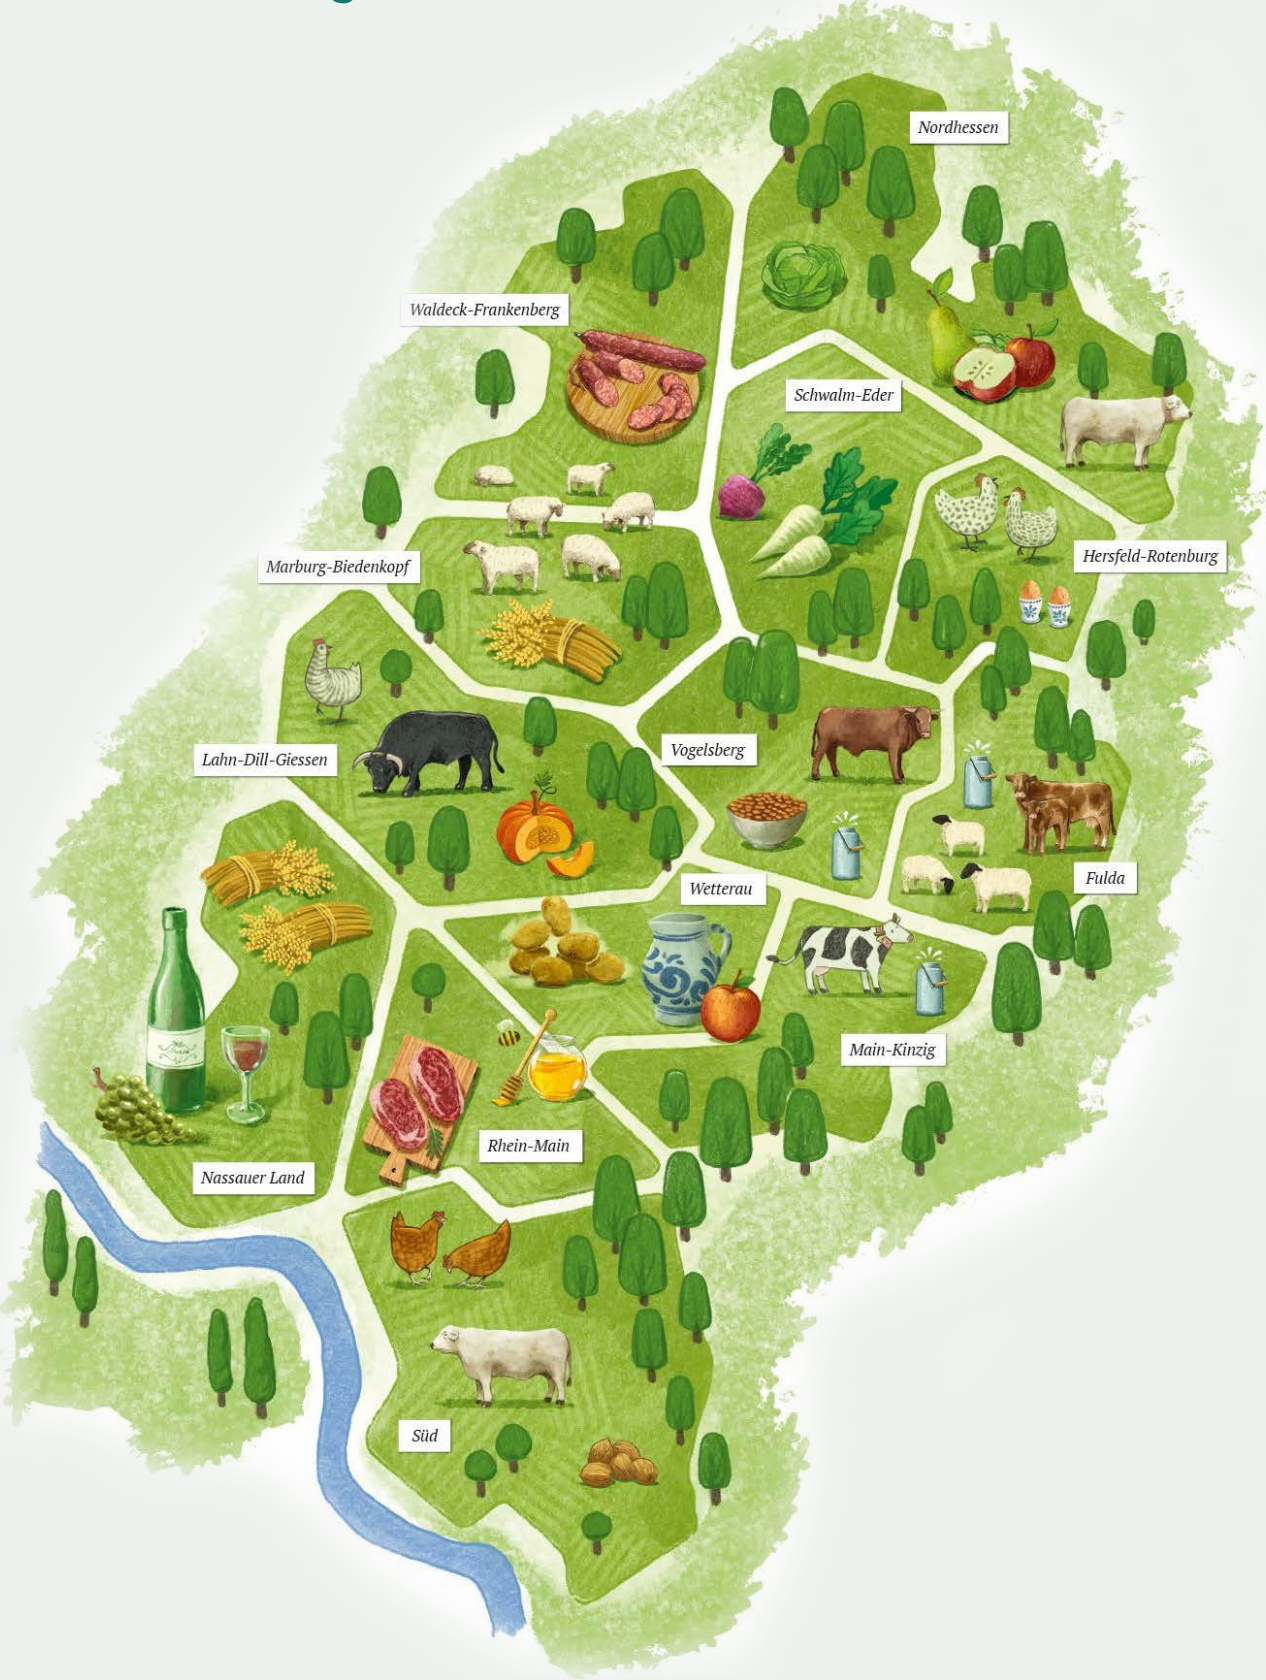 Nordhessen
Waldeck-Frankenberg
Schwalm-Eder
Hersfeld-Rotenburg
Marburg-Biedenkopf
Vogelsberg
Lahn-Dill-Giessen
Fulda
Wetterau
Main-Kinzig
Rhein-Main
Nassauer Land
Süd